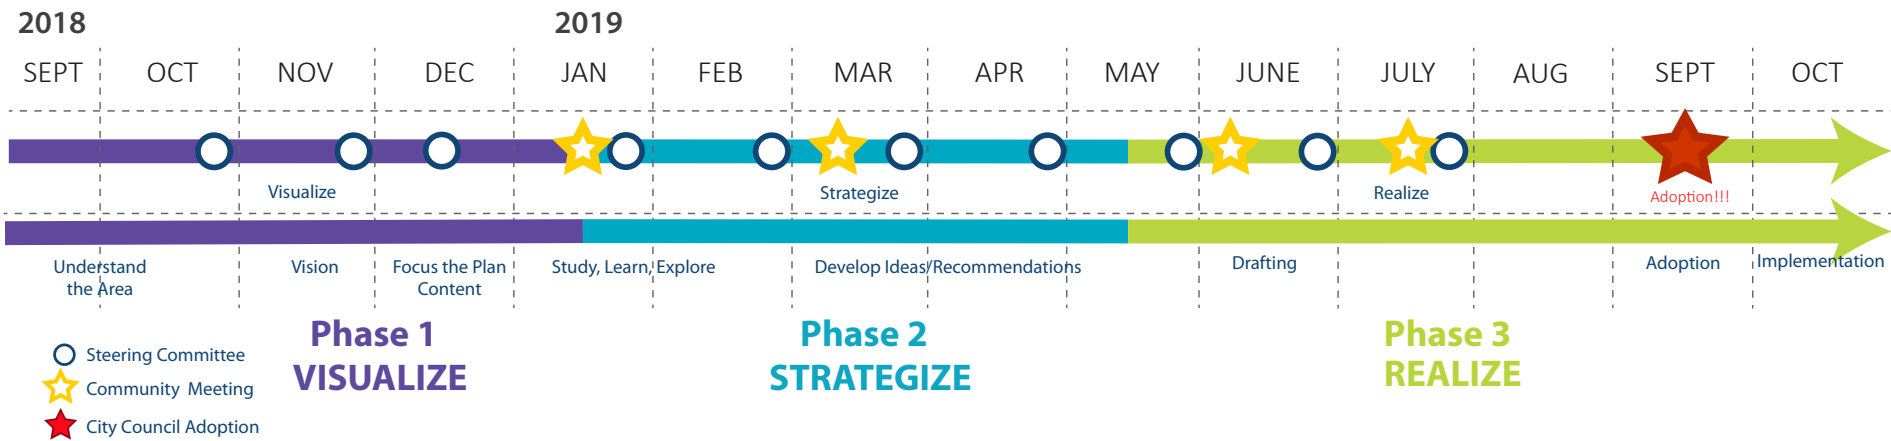 2018
2019
SEPT
OCT
NOV
DEC
JAN
FEB
MAR
APR
MAY
JUNE
JULY
AUG
SEPT
OCT
Visualize
Strategize
Realize
Adoption!!!
Understand
the Area
Vision
Focus the Plan
Content
Study, Learn, Explore
Develop Ideas/Recommendations
Drafting
Adoption
Implementation
Phase 1
VISUALIZE
Phase 2
STRATEGIZE
Phase 3
REALIZE
Steering Committee
Community Meeting
City Council Adoption